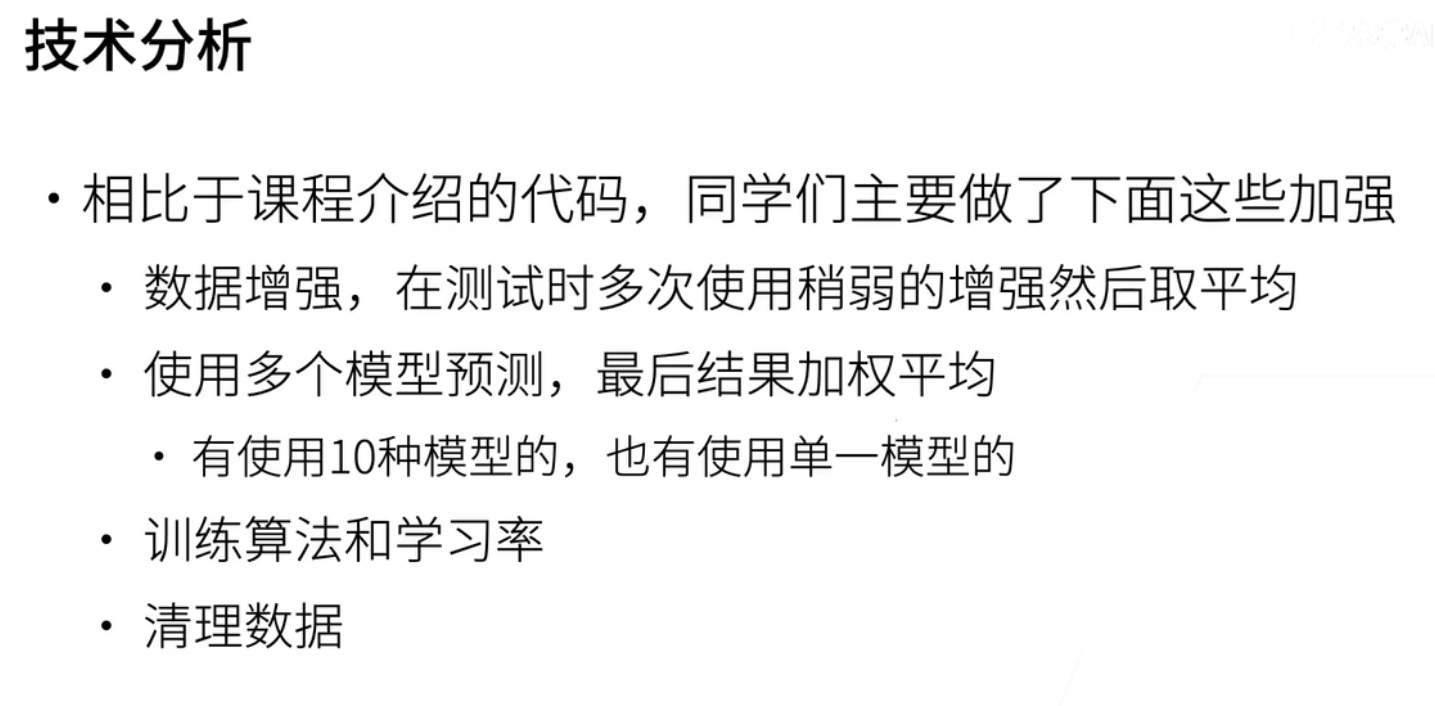 技术分析
• 相比于课程介绍的代码，同学们主要做了下面这些加强
• 数据增强，在测试时多次使用稍弱的增强然后取平均
• 使用多个模型预测，最后结果加权平均
• 有使用10种模型的，也有使用单一模型的
• 训练算法和学习率
• 清理数据